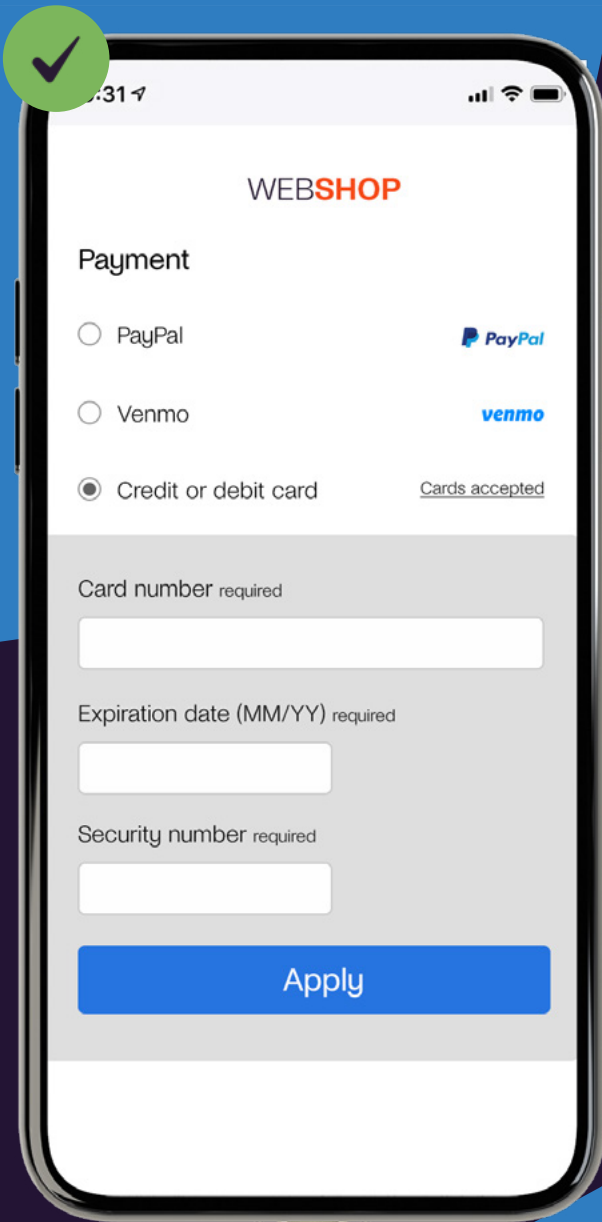 :31
WEBSHOP
Payment
PayPal PayPal
Venmo venmo
Credit or debit card Cards accepted
Card number required
Expiration date (MM/YY) required
Security number required
Apply